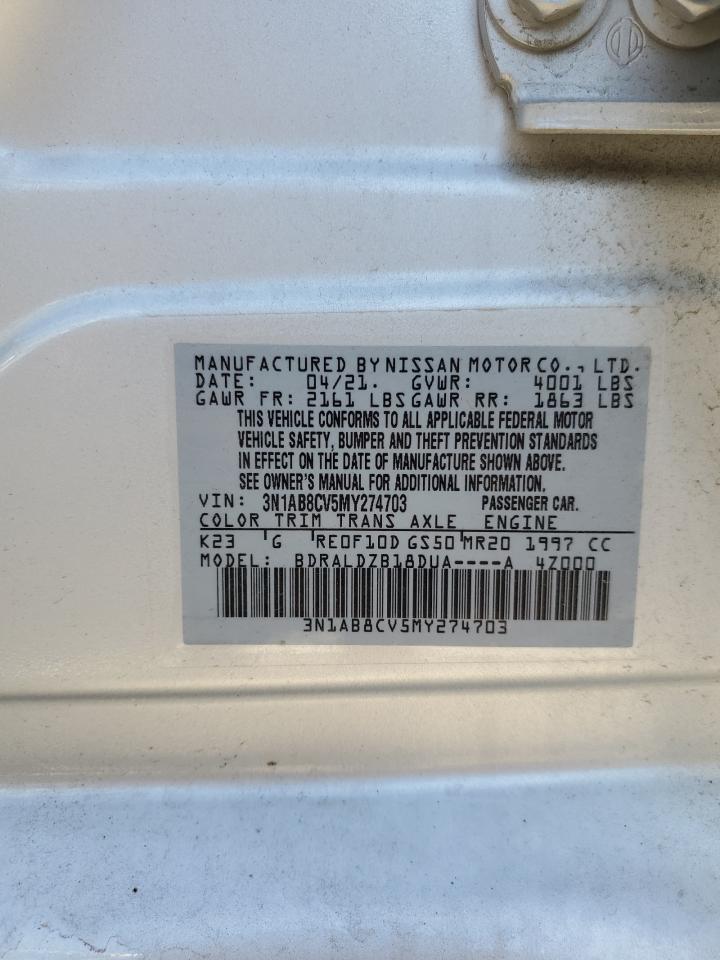 MANUFACTURED BY NISSAN MOTOR CO., LTD.
DATE: 04/21. GVWR: 4001 LBS
GAWR FR: 2161 LBS GAWR RR: 1863 LBS
THIS VEHICLE CONFORMS TO ALL APPLICABLE FEDERAL MOTOR
VEHICLE SAFETY, BUMPER AND THEFT PREVENTION STANDARDS
IN EFFECT ON THE DATE OF MANUFACTURE SHOWN ABOVE.
SEE OWNER'S MANUAL FOR ADDITIONAL INFORMATION.
VIN: 3N1AB8CV5MY274703 PASSENGER CAR.
COLOR TRIM TRANS AXLE ENGINE
K23 G RE0F10D GS50 MR20 1997 CC
MODEL: BDRALDZB18DUA----A 4Z000
3N1AB8CV5MY274703